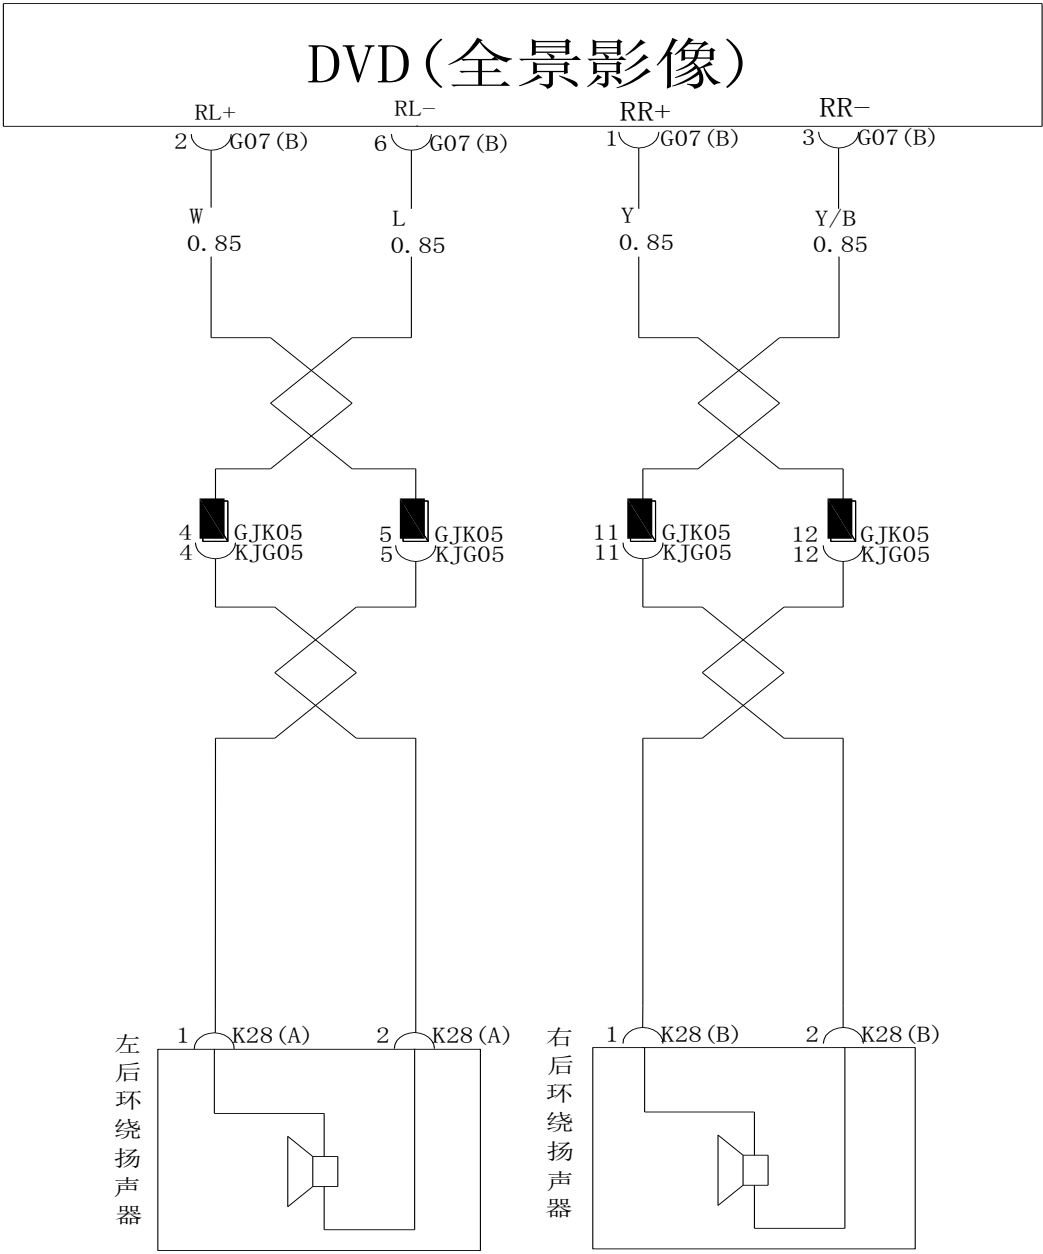 DVD(全景影像)
RL+ RL- RR+ RR-
2 G07(B) 6 G07(B) 1 G07(B) 3 G07(B)
W L Y Y/B
0.85 0.85 0.85 0.85
4 GJK05 5 GJK05 11 GJK05 12 GJK05
4 KJG05 5 KJG05 11 KJG05 12 KJG05
1 K28(A) 2 K28(A) 1 K28(B) 2 K28(B)
左后环绕扬声器
右后环绕扬声器